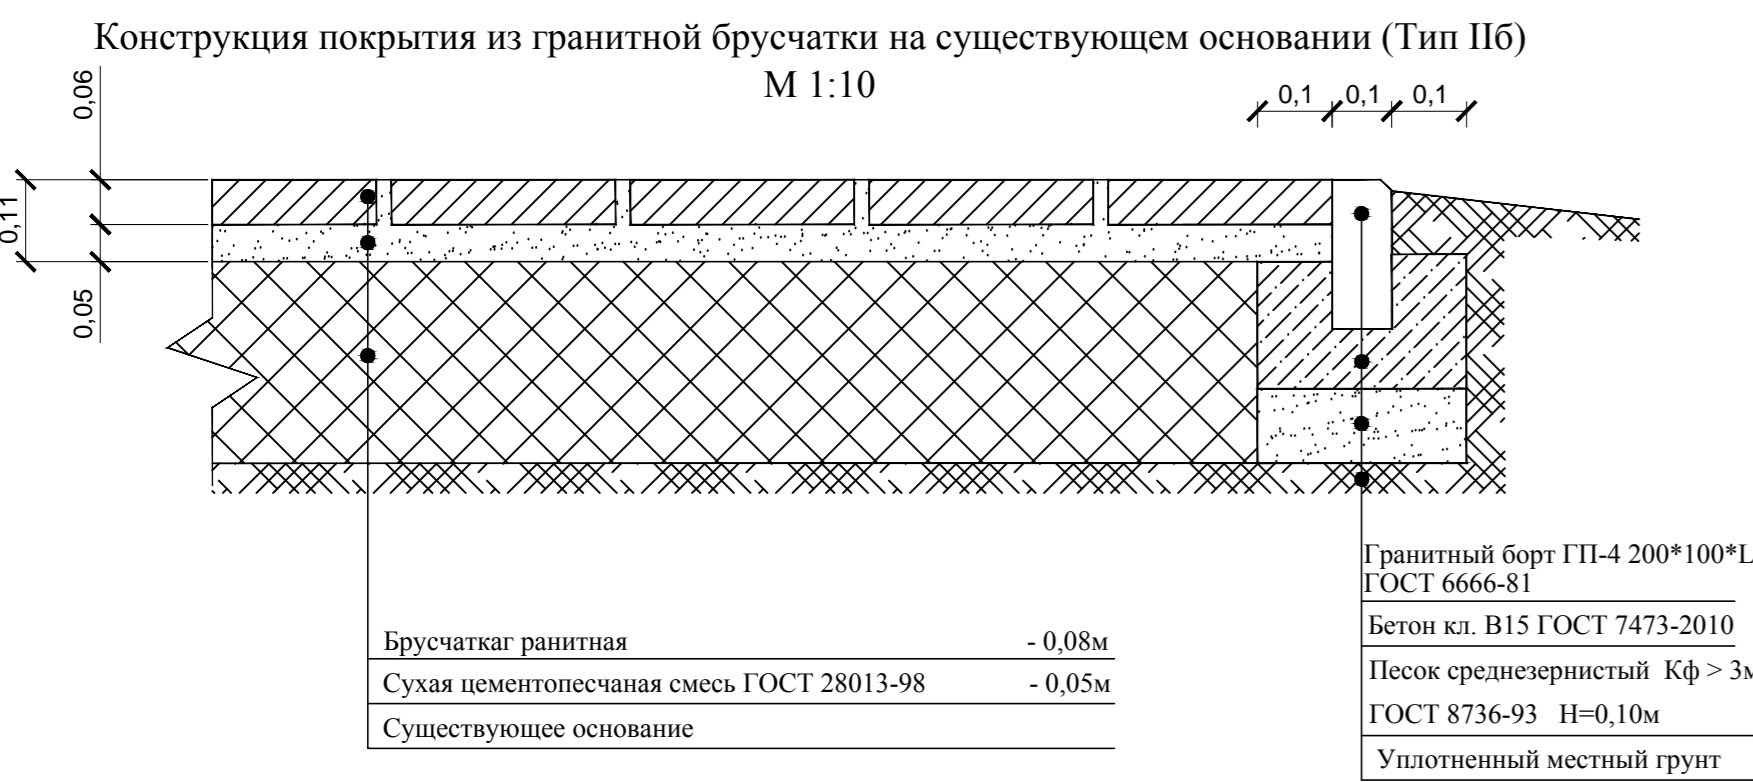 Конструкция покрытия из гранитной брусчатки на существующем основании (Тип IIб)
М 1:10
0,06
0,11
0,05
0,1 0,1 0,1
Брусчаткаг ранитная - 0,08м
Сухая цементопесчаная смесь ГОСТ 28013-98 - 0,05м
Существующее основание
Гранитный борт ГП-4 200*100*L
ГОСТ 6666-81
Бетон кл. В15 ГОСТ 7473-2010
Песок среднезернистый Кф > 3м
ГОСТ 8736-93 Н=0,10м
Уплотненный местный грунт